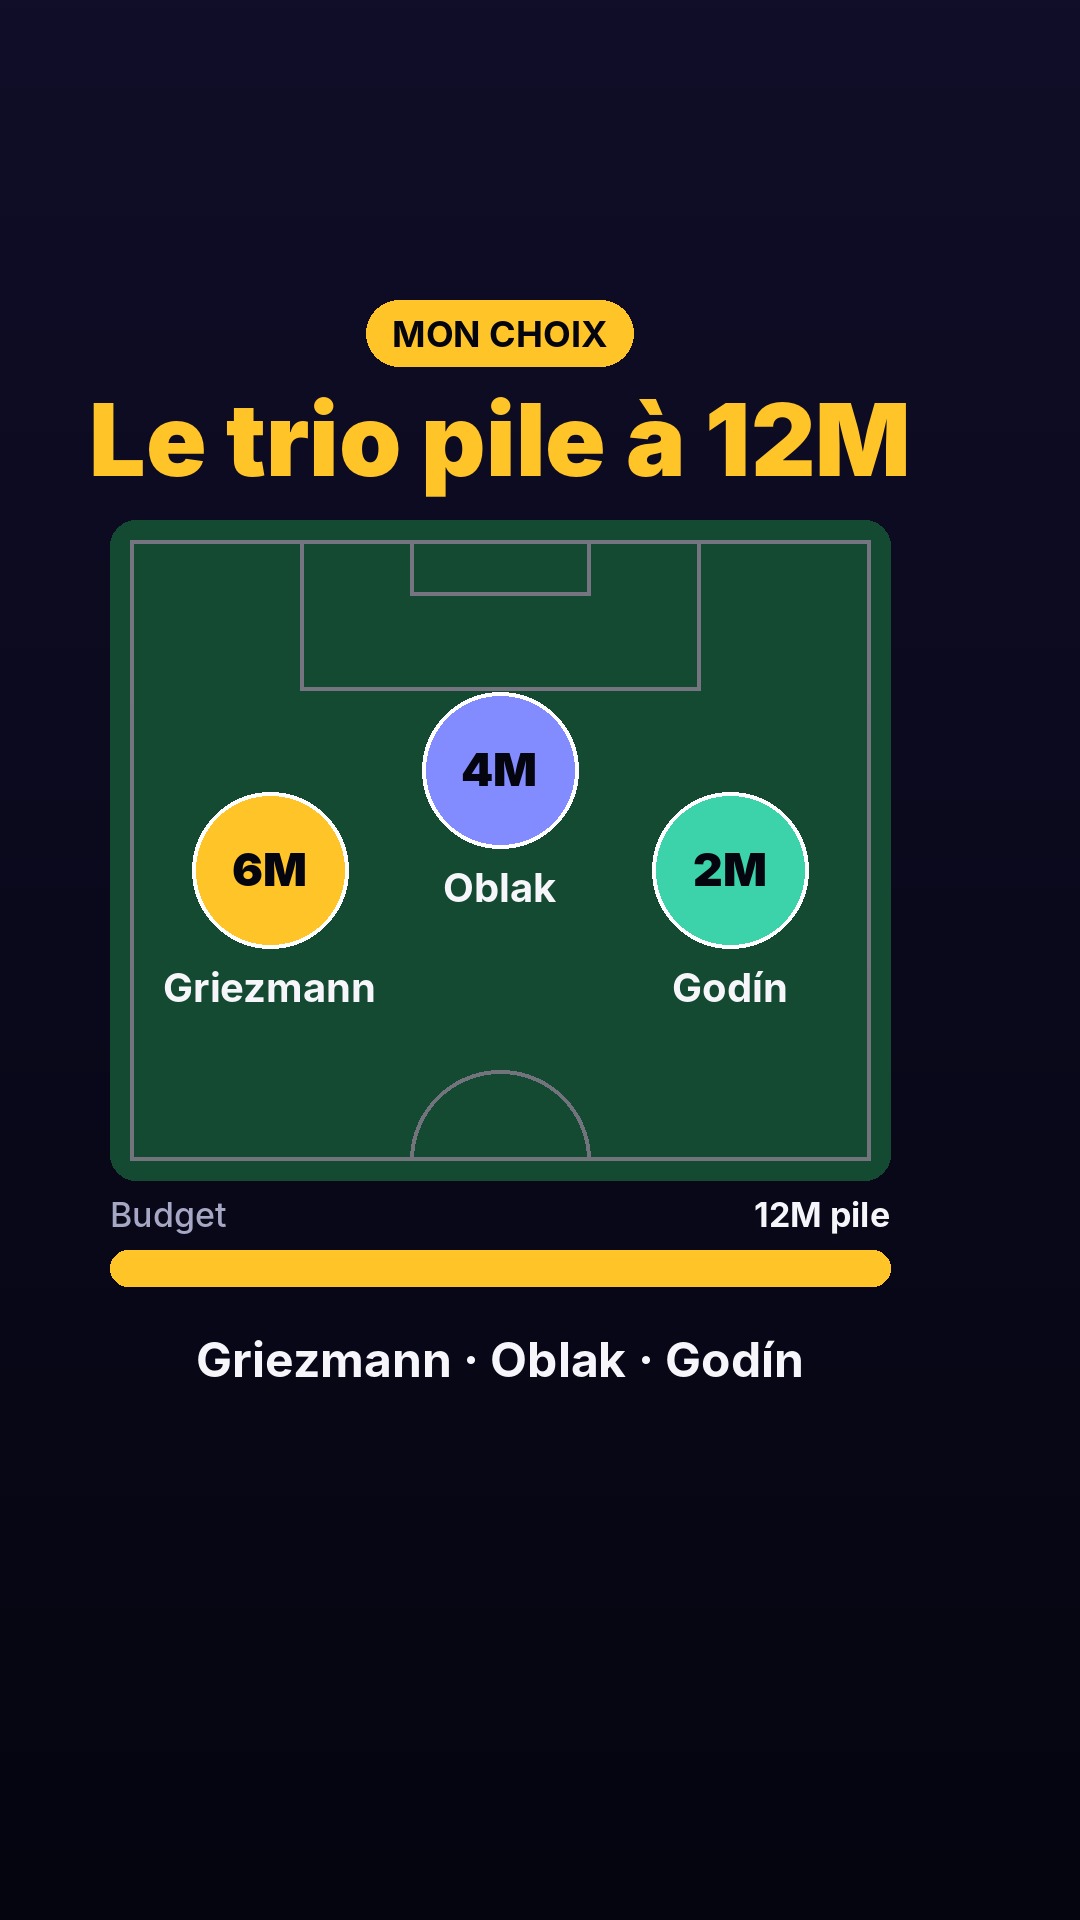 MON CHOIX
Le trio pile à 12M
4M
6M
2M
Oblak
Griezmann
Godín
Budget
12M pile
Griezmann · Oblak · Godín